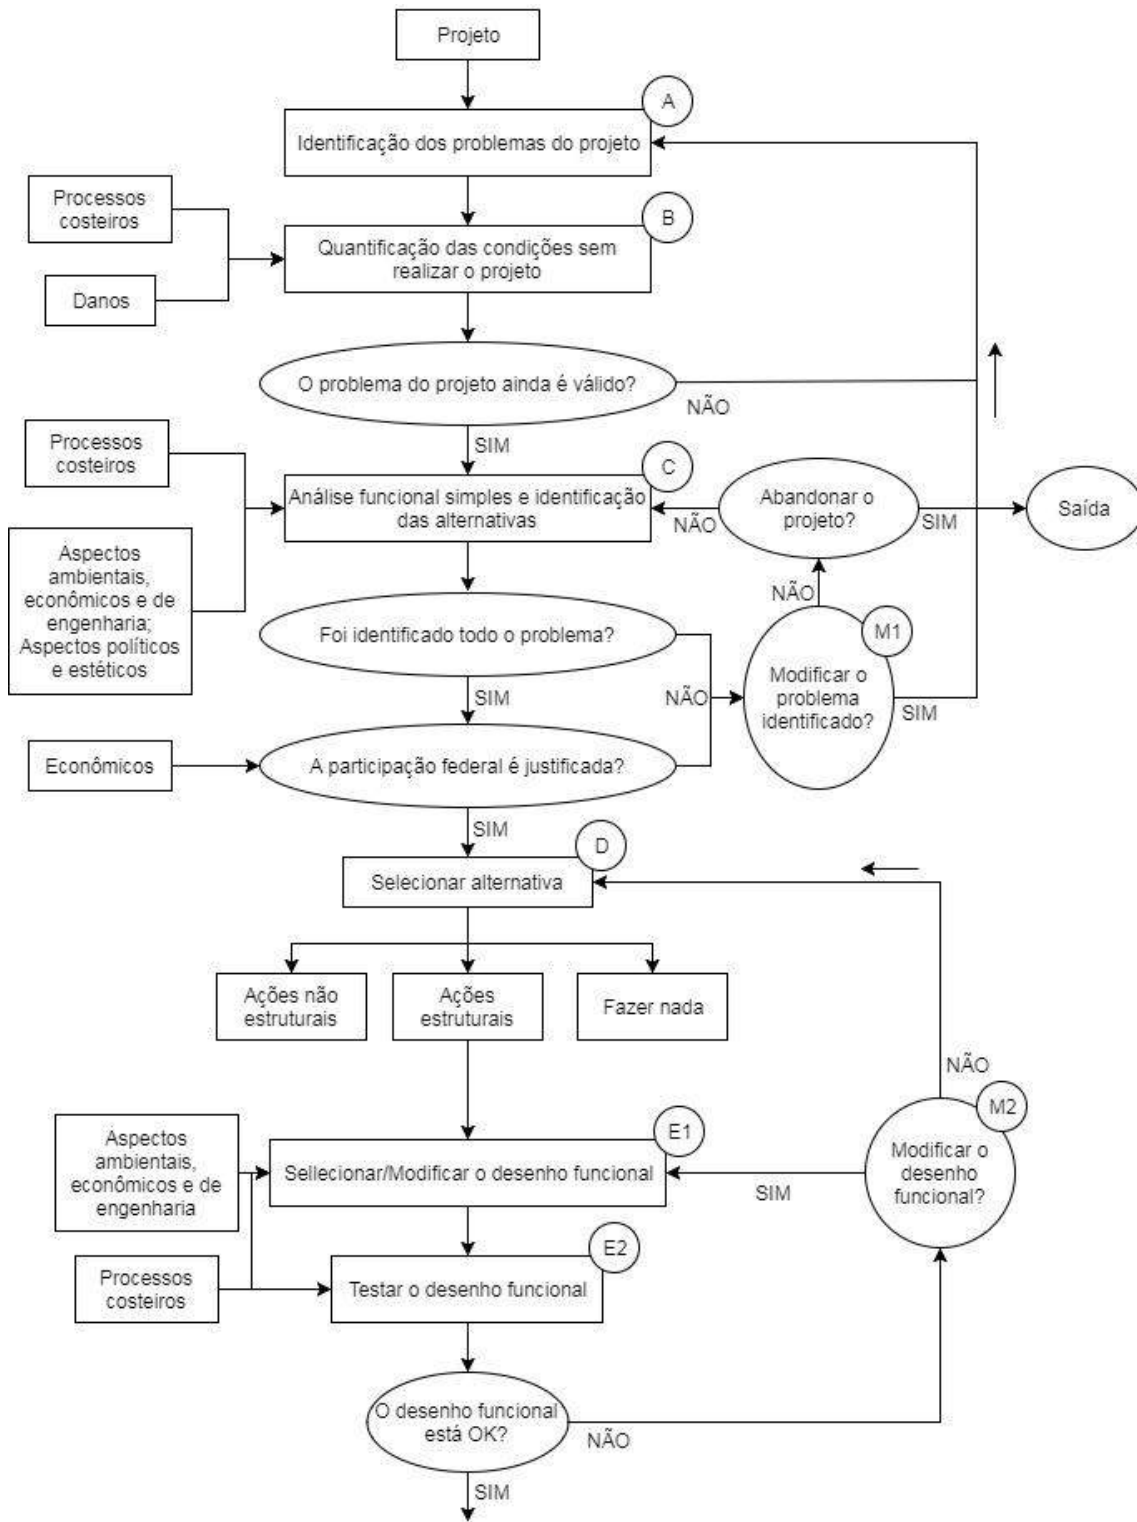 Projeto
A
Identificação dos problemas do projeto
Processos
costeiros
B
Quantificação das condições sem
realizar o projeto
Danos
O problema do projeto ainda é válido?
NÃO
SIM
Processos
costeiros
C
Análise funcional simples e identificação
das alternativas
NÃO
Abandonar o
projeto?
SIM
Saída
Aspectos
ambientais,
econômicos e de
engenharia;
Aspectos políticos
e estéticos
NÃO
Foi identificado todo o problema?
M1
Modificar o
problema
identificado?
SIM
NÃO
SIM
Econômicos
A participação federal é justificada?
SIM
D
Selecionar alternativa
Ações não
estruturais
Ações
estruturais
Fazer nada
NÃO
M2
Modificar o
desenho
funcional?
Aspectos
ambientais,
econômicos e de
engenharia
E1
Sellecionar/Modificar o desenho funcional
SIM
E2
Processos
costeiros
Testar o desenho funcional
O desenho funcional
está OK?
NÃO
SIM